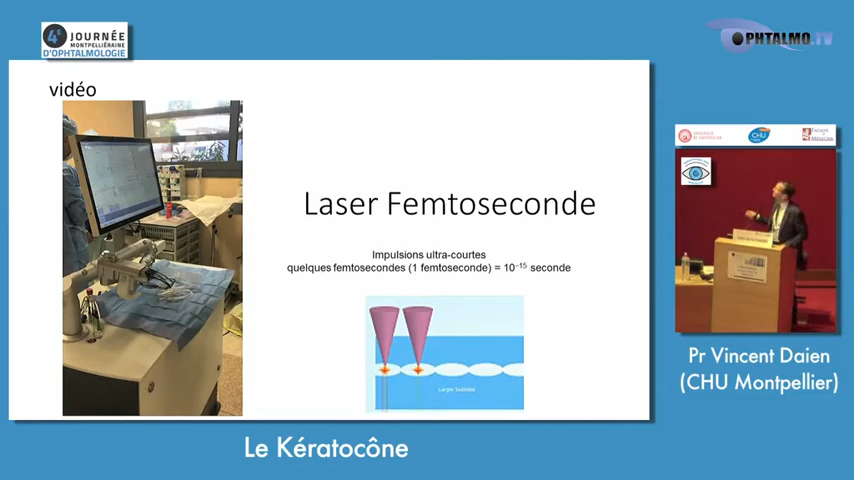 4E JOURNÉE
MONTPELLIÉRAINE
D'OPHTALMOLOGIE
OPHTALMO.TV
vidéo
Laser Femtoseconde
Impulsions ultra-courtes
quelques femtosecondes (1 femtoseconde) = 10⁻¹⁵ seconde
Larger bubbles
CHU
Pr Vincent Daien
(CHU Montpellier)
Le Kératocône